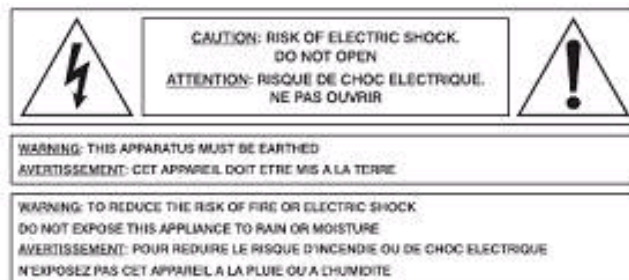 CAUTION: RISK OF ELECTRIC SHOCK.
DO NOT OPEN
ATTENTION: RISQUE DE CHOC ELECTRIQUE.
NE PAS OUVRIR
WARNING: THIS APPARATUS MUST BE EARTHED
AVERTISSEMENT: CET APPAREIL DOIT ETRE MIS A LA TERRE
WARNING: TO REDUCE THE RISK OF FIRE OR ELECTRIC SHOCK
DO NOT EXPOSE THIS APPLIANCE TO RAIN OR MOISTURE
AVERTISSEMENT: POUR REDUIRE LE RISQUE D'INCENDIE OU DE CHOC ELECTRIQUE
N'EXPOSEZ PAS CET APPAREIL A LA PLUIE OU A L'HUMIDITE